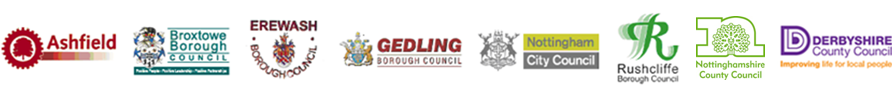 Ashfield
Broxtowe
Borough
COUNCIL
EREWASH
BOROUGH COUNCIL
GEDLING
BOROUGH COUNCIL
Nottingham
City Council
Rushcliffe
Borough Council
Nottinghamshire
County Council
DERBYSHIRE
County Council
Improving life for local people